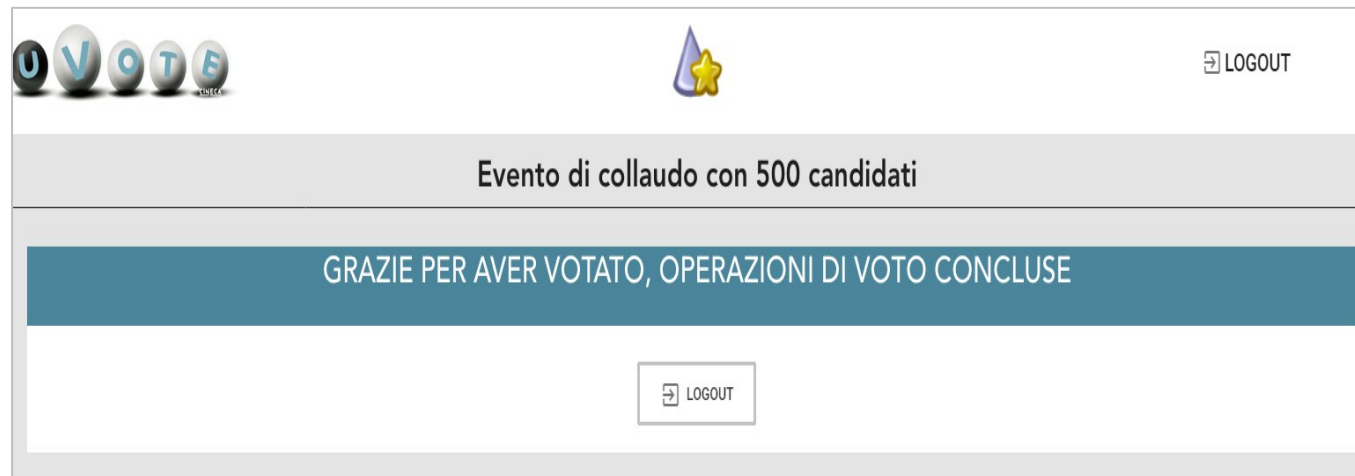 UVOTE
CINECA
LOGOUT
Evento di collaudo con 500 candidati
GRAZIE PER AVER VOTATO, OPERAZIONI DI VOTO CONCLUSE
LOGOUT